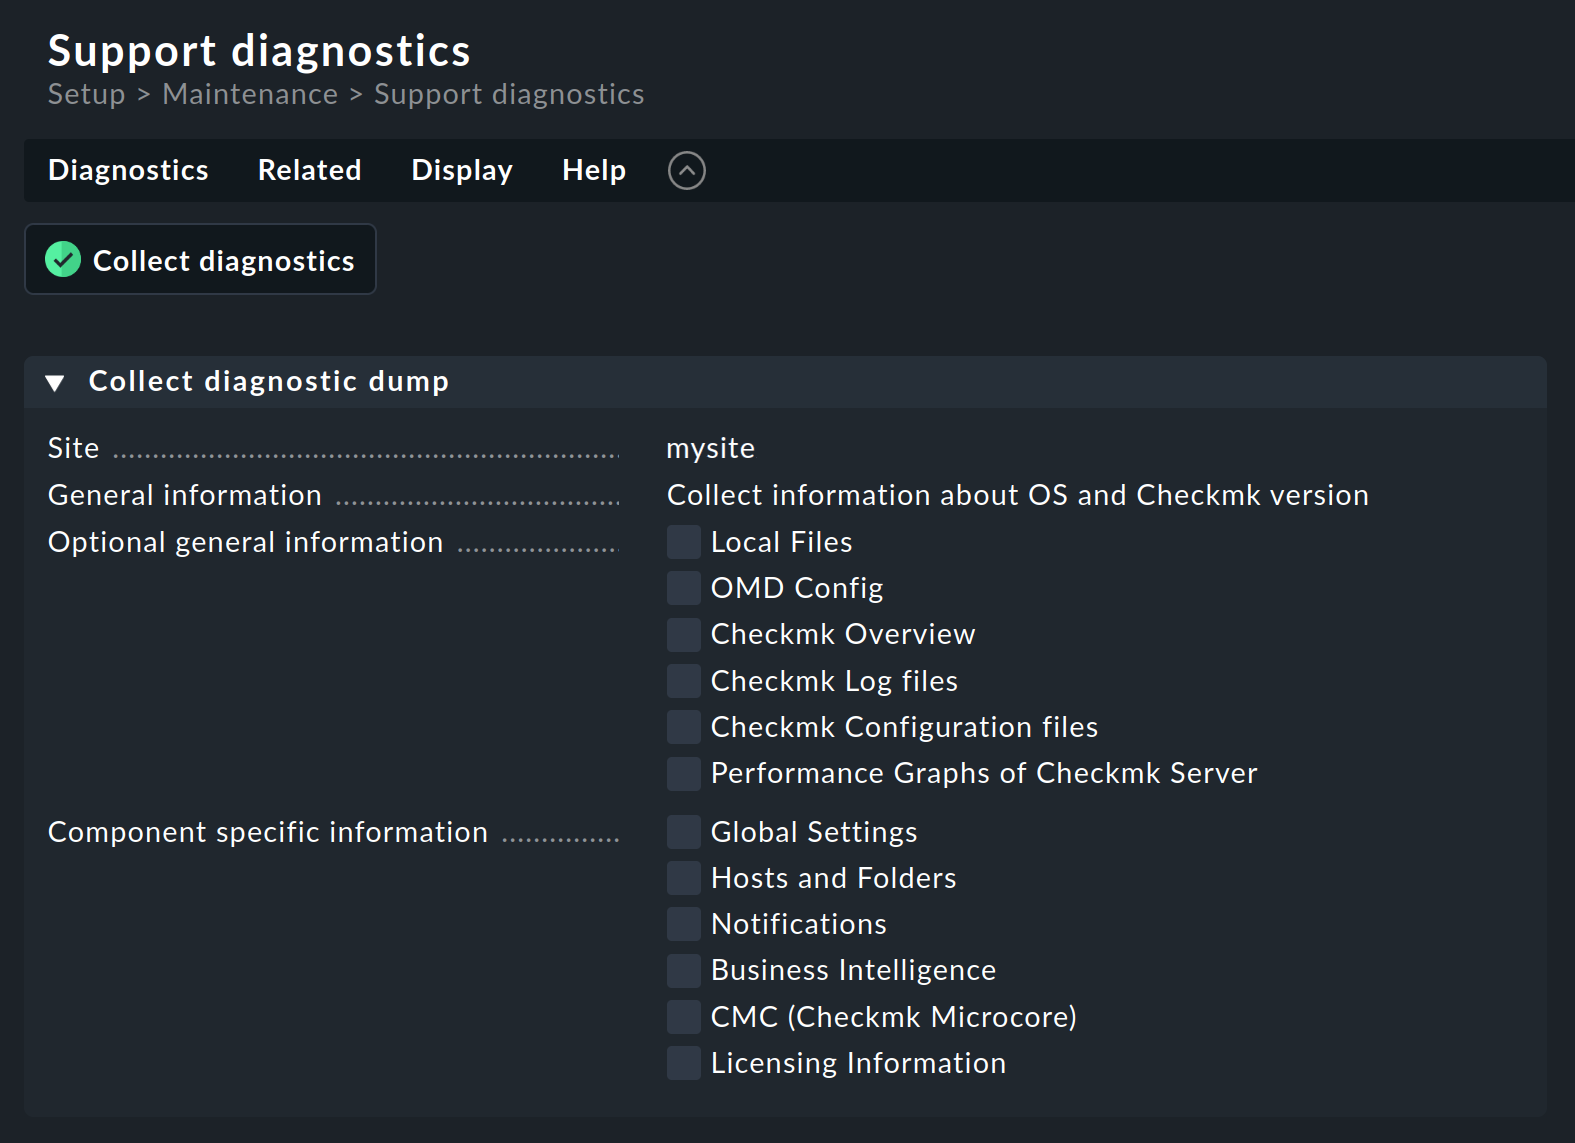 Support diagnostics
Setup > Maintenance > Support diagnostics
Diagnostics Related Display Help
Collect diagnostics
Collect diagnostic dump
Site mysite
General information Collect information about OS and Checkmk version
Optional general information Local Files
OMD Config
Checkmk Overview
Checkmk Log files
Checkmk Configuration files
Performance Graphs of Checkmk Server
Component specific information Global Settings
Hosts and Folders
Notifications
Business Intelligence
CMC (Checkmk Microcore)
Licensing Information